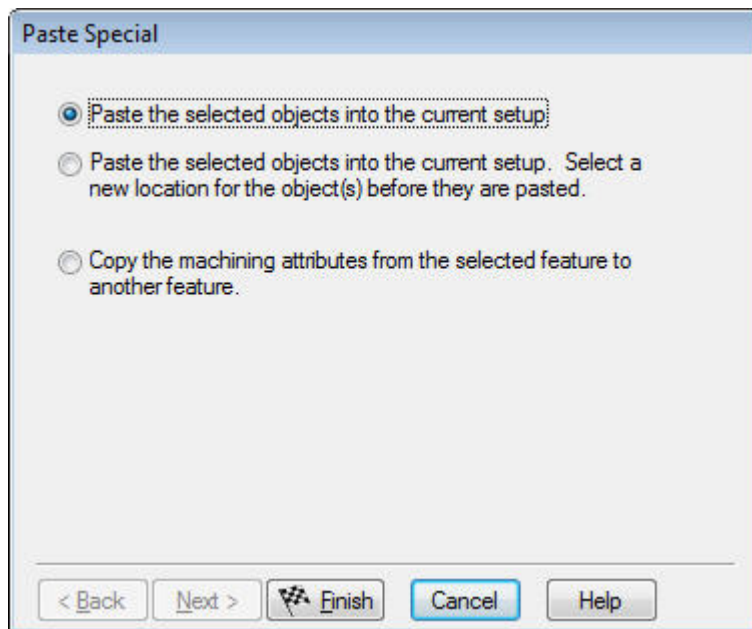 Paste Special
Paste the selected objects into the current setup
Paste the selected objects into the current setup. Select a
new location for the object(s) before they are pasted.
Copy the machining attributes from the selected feature to
another feature.
< Back
Next >
Finish
Cancel
Help